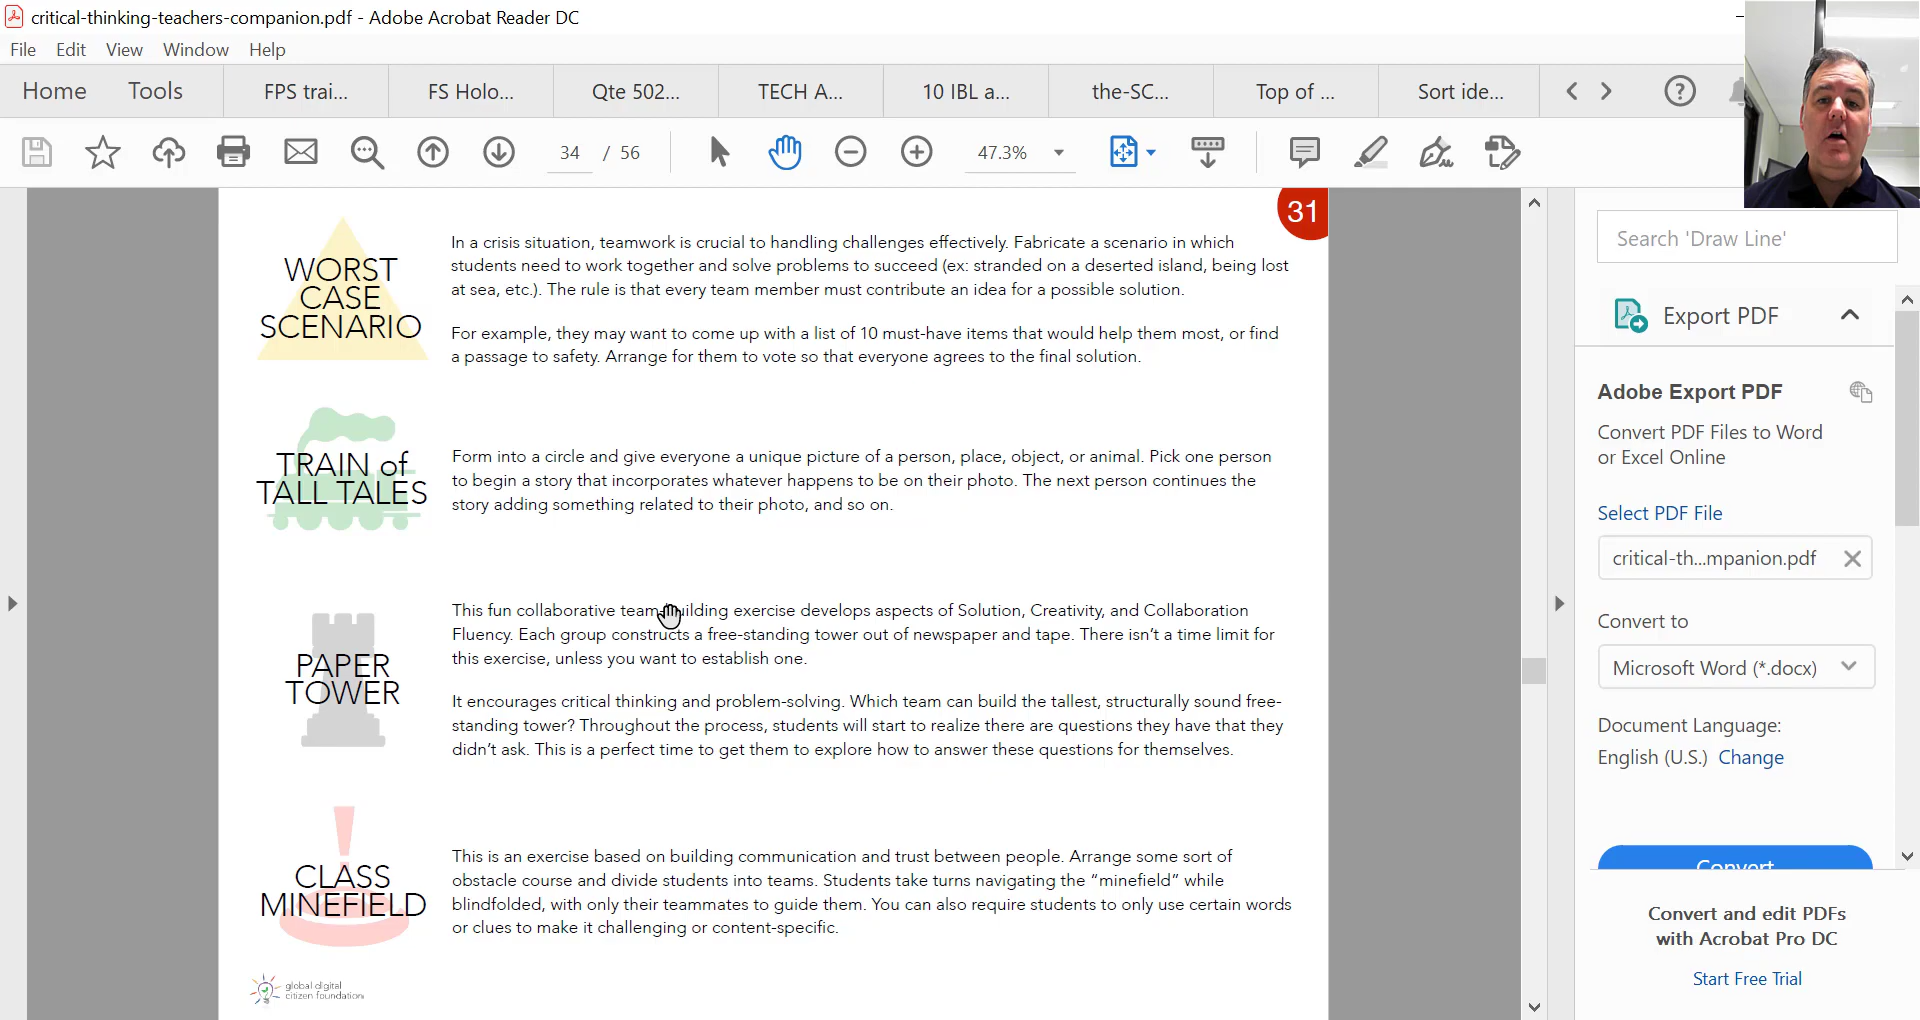 critical-thinking-teachers-companion.pdf - Adobe Acrobat Reader DC
File Edit View Window Help
Home Tools FPS trai... FS Holo... Qte 502... TECH A... 10 IBL a... the-SC... Top of ... Sort ide...
34 / 56 47.3%
31
WORST
CASE
SCENARIO
In a crisis situation, teamwork is crucial to handling challenges effectively. Fabricate a scenario in which
students need to work together and solve problems to succeed (ex: stranded on a deserted island, being lost
at sea, etc.). The rule is that every team member must contribute an idea for a possible solution.
For example, they may want to come up with a list of 10 must-have items that would help them most, or find
a passage to safety. Arrange for them to vote so that everyone agrees to the final solution.
TRAIN of
TALL TALES
Form into a circle and give everyone a unique picture of a person, place, object, or animal. Pick one person
to begin a story that incorporates whatever happens to be on their photo. The next person continues the
story adding something related to their photo, and so on.
PAPER
TOWER
This fun collaborative team-building exercise develops aspects of Solution, Creativity, and Collaboration
Fluency. Each group constructs a free-standing tower out of newspaper and tape. There isn't a time limit for
this exercise, unless you want to establish one.
It encourages critical thinking and problem-solving. Which team can build the tallest, structurally sound free-
standing tower? Throughout the process, students will start to realize there are questions they have that they
didn't ask. This is a perfect time to get them to explore how to answer these questions for themselves.
CLASS
MINEFIELD
This is an exercise based on building communication and trust between people. Arrange some sort of
obstacle course and divide students into teams. Students take turns navigating the "minefield" while
blindfolded, with only their teammates to guide them. You can also require students to only use certain words
or clues to make it challenging or content-specific.
global digital
citizen foundation
Search 'Draw Line'
Export PDF
Adobe Export PDF
Convert PDF Files to Word
or Excel Online
Select PDF File
critical-th...mpanion.pdf
Convert to
Microsoft Word (*.docx)
Document Language:
English (U.S.) Change
Convert
Convert and edit PDFs
with Acrobat Pro DC
Start Free Trial